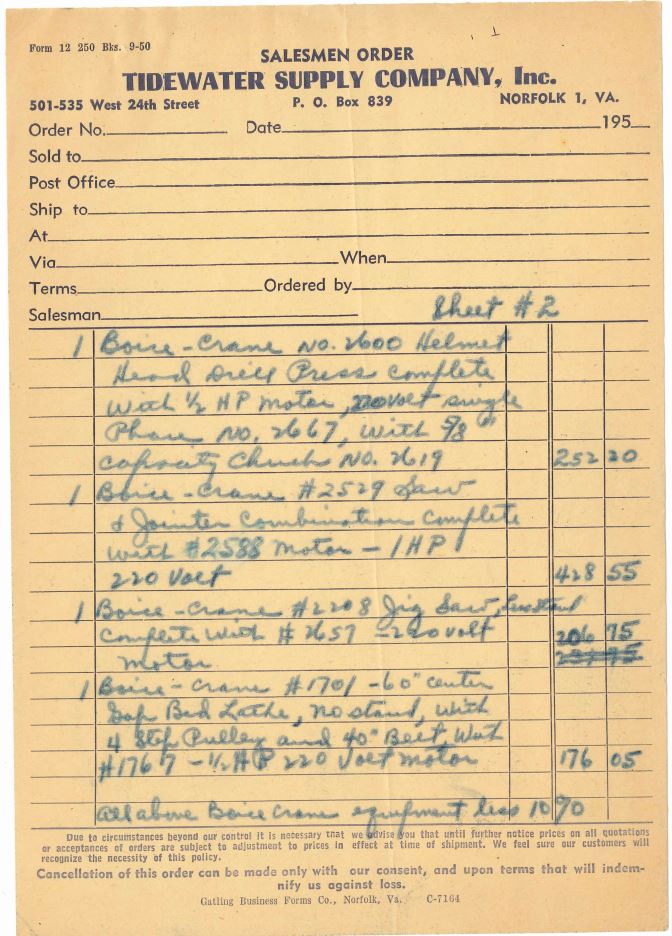 Form 12 250 Bks. 9-50
SALESMEN ORDER
TIDEWATER SUPPLY COMPANY, Inc.
501-535 West 24th Street P. O. Box 839 NORFOLK 1, VA.
Order No. Date 195
Sold to
Post Office
Ship to
At
Via When
Terms Ordered by
Salesman Sheet #2
1 Boice-Crane No. 2600 Helmet
Head Drill Press complete
with 1/2 HP motor, 220 volt single
Phase No. 2667, with 5/8"
capacity Chuck No. 2619 252 20
1 Boice-Crane #2529 Saw
& Jointer Combination complete
with #2588 motor - 1 HP
220 Volt 428 55
1 Boice-Crane #2208 Jig Saw, less stand
Complete with #2657 - 220 volt 206 95
motor
1 Boice-Crane #1701 - 60" center
Gap Bed Lathe, no stand, with
4 Step Pulley and 40" Belt, with
#1767 - 1/2 HP 220 Volt motor 176 05
All above Boice Crane equipment less 10%
Due to circumstances beyond our control it is necessary that we advise you that until further notice prices on all quotations
or acceptances of orders are subject to adjustment to prices in effect at time of shipment. We feel sure our customers will
recognize the necessity of this policy.
Cancellation of this order can be made only with our consent, and upon terms that will indem-
nify us against loss.
Gatling Business Forms Co., Norfolk, Va. C-7164